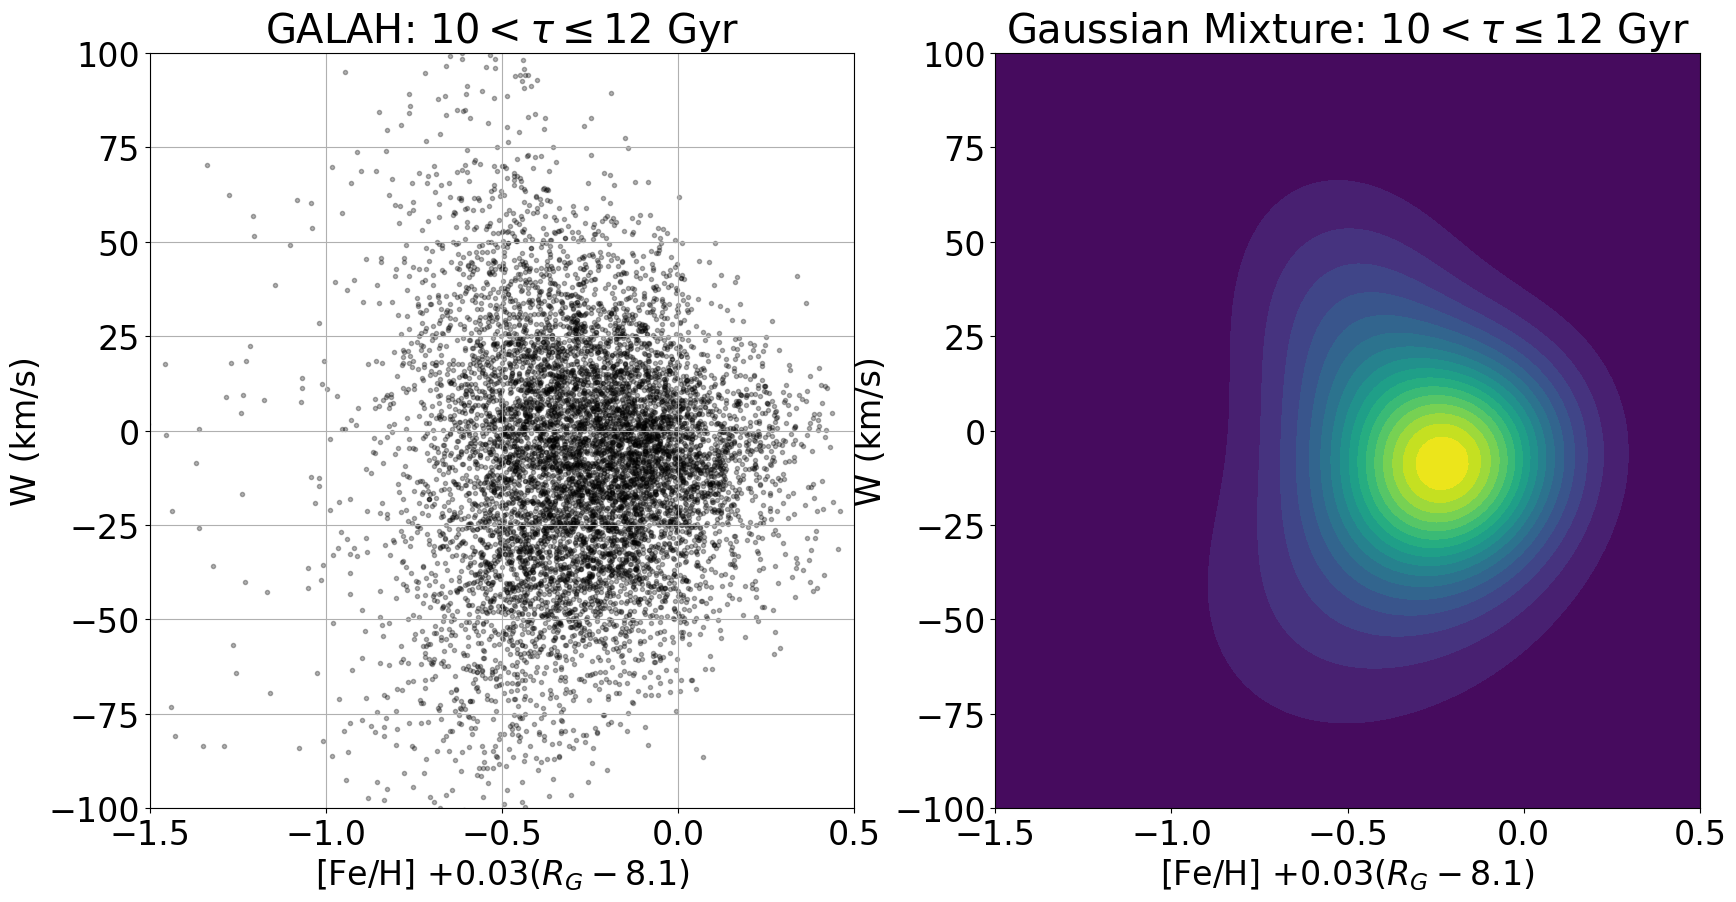 GALAH: 10 < τ ≤ 12 Gyr
100
75
50
25
0
−25
−50
−75
−100
W (km/s)
−1.5 −1.0 −0.5 0.0 0.5
[Fe/H] +0.03(R_G − 8.1)
Gaussian Mixture: 10 < τ ≤ 12 Gyr
100
75
50
25
0
−25
−50
−75
−100
W (km/s)
−1.5 −1.0 −0.5 0.0 0.5
[Fe/H] +0.03(R_G − 8.1)